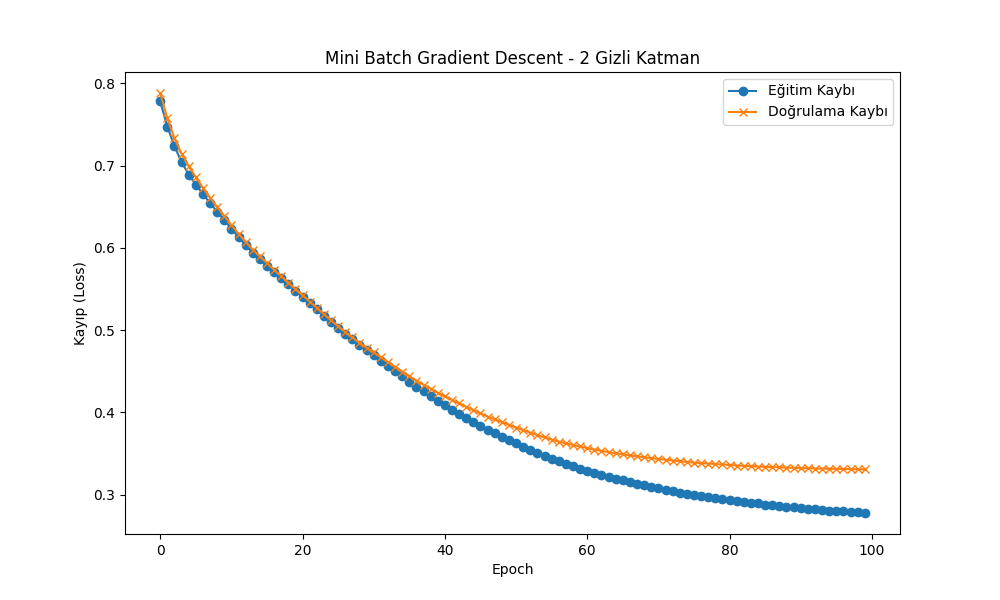 Mini Batch Gradient Descent - 2 Gizli Katman
Eğitim Kaybı
Doğrulama Kaybı
Kayıp (Loss)
0.8
0.7
0.6
0.5
0.4
0.3
0 20 40 60 80 100
Epoch